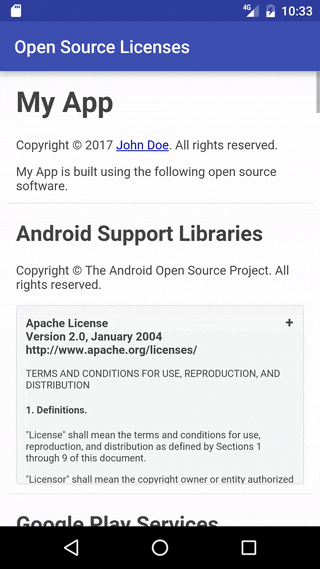 4G 10:33
Open Source Licenses
My App
Copyright © 2017 John Doe. All rights reserved.
My App is built using the following open source
software.
Android Support Libraries
Copyright © The Android Open Source Project. All
rights reserved.
Apache License +
Version 2.0, January 2004
http://www.apache.org/licenses/
TERMS AND CONDITIONS FOR USE, REPRODUCTION, AND
DISTRIBUTION
1. Definitions.
"License" shall mean the terms and conditions for use,
reproduction, and distribution as defined by Sections 1
through 9 of this document.
"Licensor" shall mean the copyright owner or entity authorized
Google Play Services